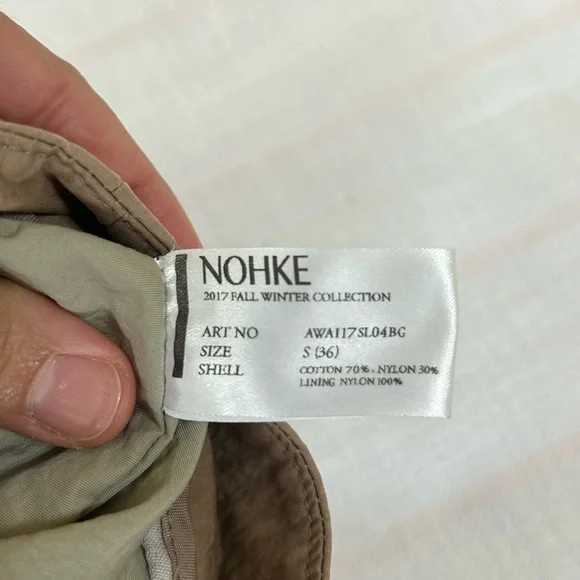 NOHKE
2017 FALL WINTER COLLECTION
ART NO AWA117SL04BG
SIZE S (36)
SHELL COTTON 70%. NYLON 30%
LINING NYLON 100%